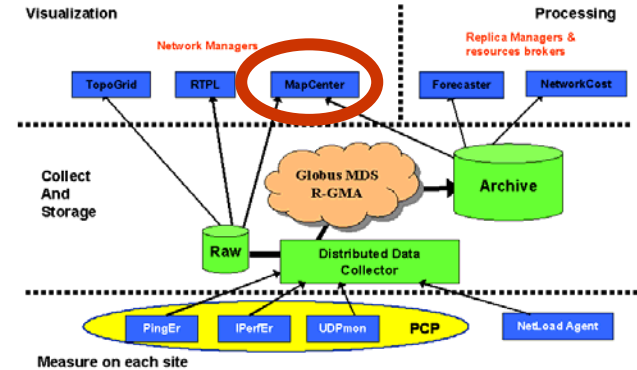 Visualization
Processing
Network Managers
Replica Managers &
resources brokers
TopoGrid
RTPL
MapCenter
Forecaster
NetworkCost
Collect
And
Storage
Globus MDS
R-GMA
Archive
Raw
Distributed Data
Collector
PingEr
IPerfEr
UDPmon
PCP
NetLoad Agent
Measure on each site